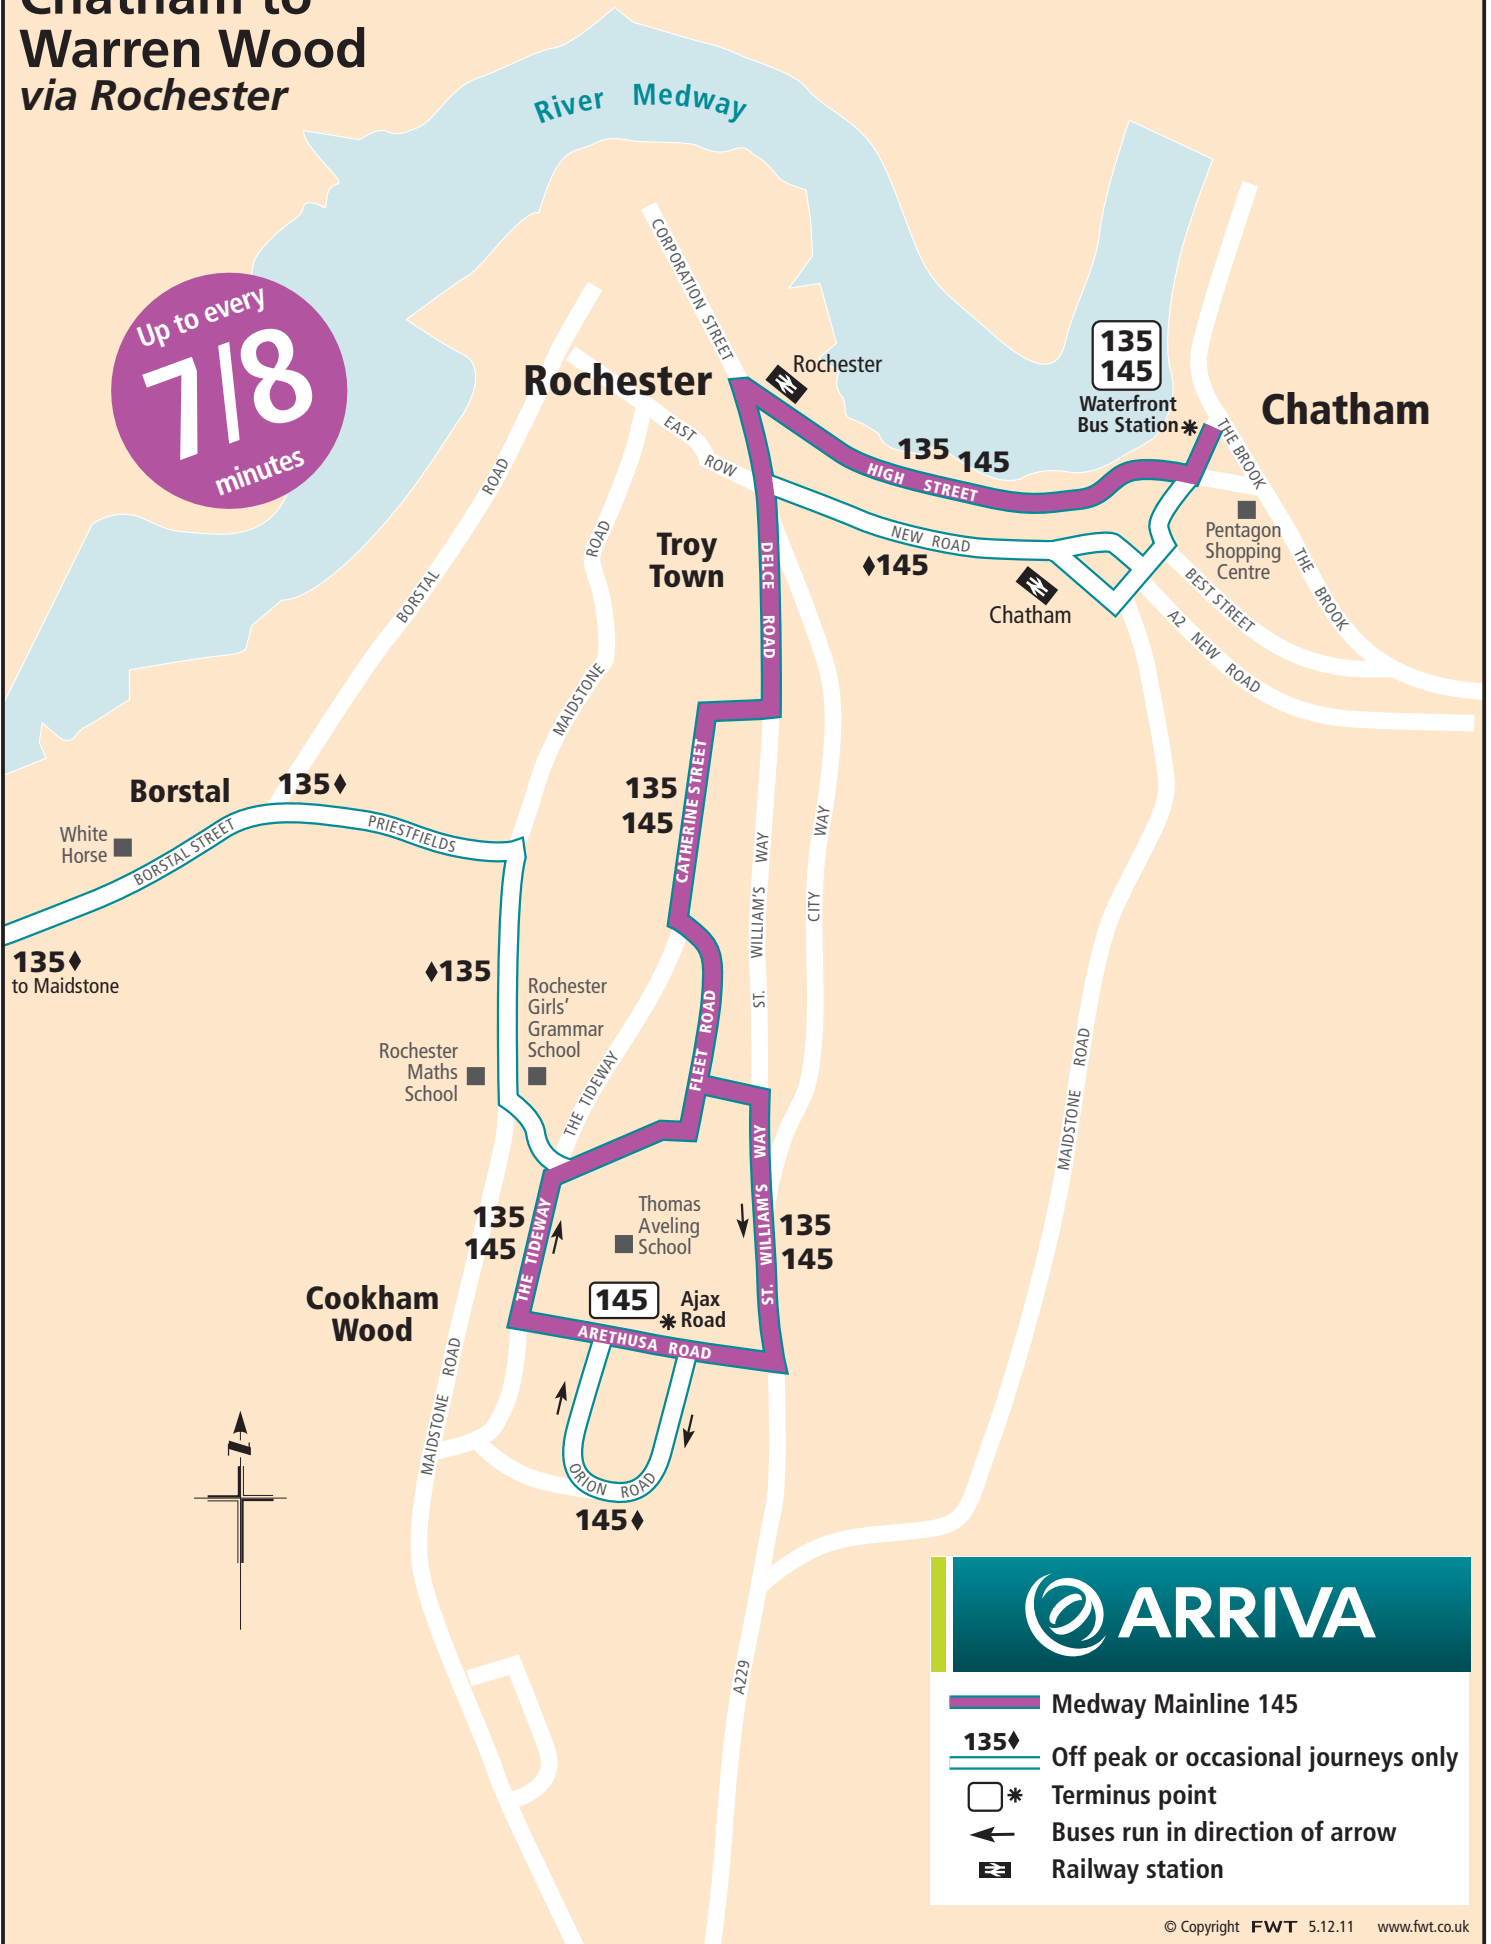 Chatham to
Warren Wood
via Rochester
River Medway
Up to every
7/8
minutes
CORPORATION STREET
Rochester
Rochester
135
145
Waterfront
Bus Station
Chatham
THE BROOK
EAST
ROW
135 145
HIGH STREET
ROAD
BORSTAL
ROAD
MAIDSTONE
Troy
Town
DELCE ROAD
NEW ROAD
♦145
Chatham
Pentagon
Shopping
Centre
THE BROOK
BEST STREET
A2 NEW ROAD
Borstal
135♦
White
Horse
BORSTAL STREET
PRIESTFIELDS
135
145
CATHERINE STREET
ST. WILLIAM'S WAY
CITY WAY
135♦
to Maidstone
♦135
Rochester
Girls'
Grammar
School
Rochester
Maths
School
THE TIDEWAY
FLEET ROAD
MAIDSTONE ROAD
135
145
THE TIDEWAY
Thomas
Aveling
School
ST. WILLIAM'S WAY
135
145
Cookham
Wood
145
Ajax
Road
ARETHUSA ROAD
MAIDSTONE ROAD
ORION ROAD
145♦
N
A229
ARRIVA
Medway Mainline 145
135♦
Off peak or occasional journeys only
Terminus point
Buses run in direction of arrow
Railway station
© Copyright FWT 5.12.11 www.fwt.co.uk